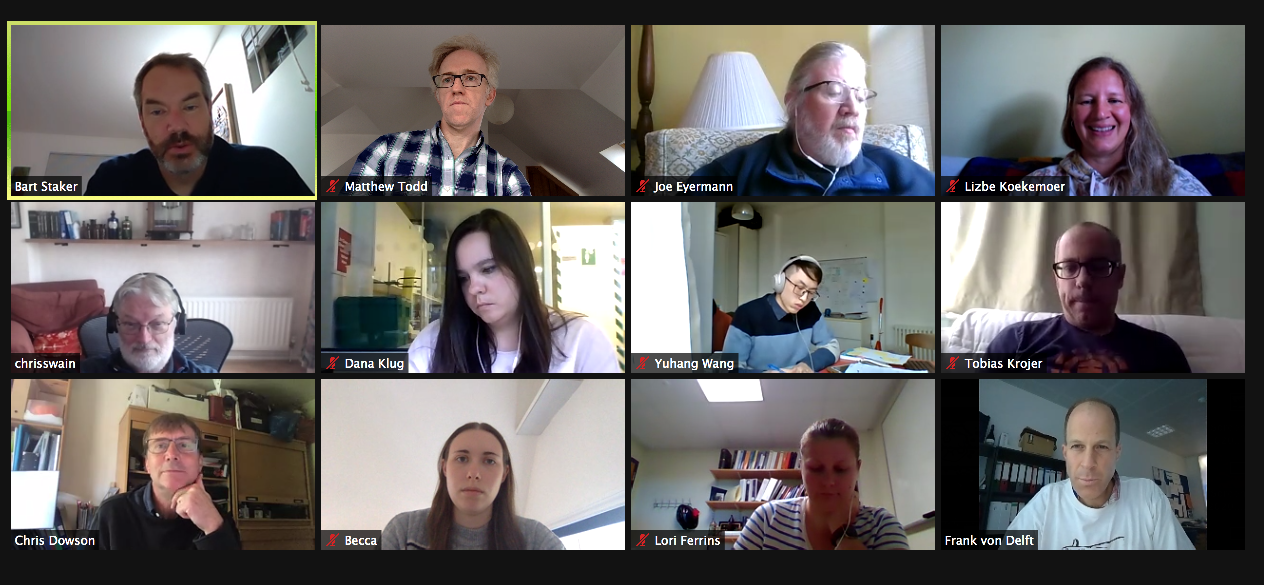 Bart Staker
Matthew Todd
Joe Eyermann
Lizbe Koekemoer
chrisswain
Dana Klug
Yuhang Wang
Tobias Krojer
Chris Dowson
Becca
Lori Ferrins
Frank von Delft